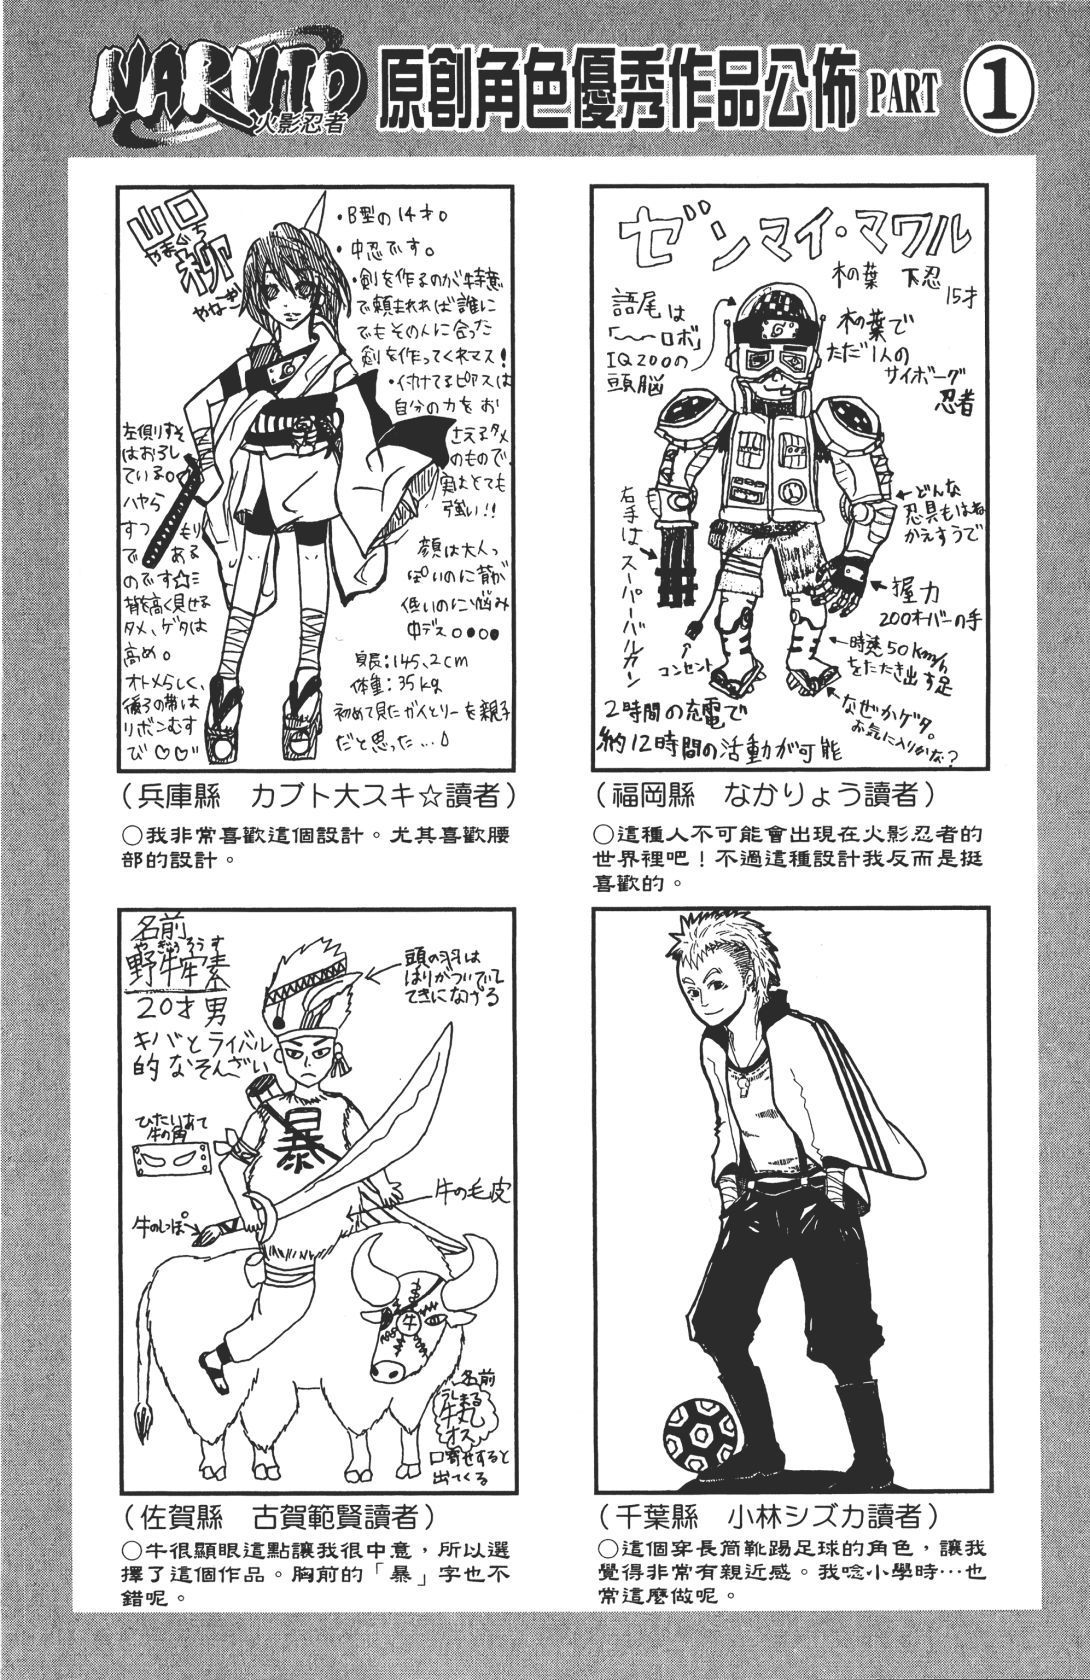 NARUTO
火影忍者
原創角色優秀作品公佈 PART 1
山口
やまぐち
柳
やなぎ
・B型の14才。
・中忍です。
・剣を作るのが特意
で頼まれれば誰に
でもその人に合った
剣を作ってくれマス!
・付けてるピアスは
自分の力をお
さえるタメ
のもので
実はとても
強い!!
左側りすそ
はおろし
ている。
ハヤら
すつもり
である
のです☆ミ
背を高く見せる
タメ、ゲタは
高め。
オトメらしく、
後ろの帯は
リボンむす
び♡♡
顔は大人っ
ぽいのに背が
低いのに悩み
中デス
身長:145.2cm
体重:35kg
初めて見たガイとリーを親子
だと思った…
(兵庫縣 カブト大スキ☆讀者)
○我非常喜歡這個設計。尤其喜歡腰
部的設計。
ゼンマイ・マワル
木の葉 下忍
15才
語尾は
「〜〜ロボ」
IQ200の
頭脳
木の葉で
ただ1人の
サイボーグ
忍者
右手はスーパーバルカン
どんな
忍具もはね
かえすうで
握力
200オーバーの手
時速50km/h
をたたき出す足
コンセント
なぜかゲタ。
お気に入りかな?
2時間の充電で
約12時間の活動が可能
(福岡縣 なかりょう讀者)
○這種人不可能會出現在火影忍者的
世界裡吧!不過這種設計我反而是挺
喜歡的。
名前
やぎゅうそうす
野牛牢素
20才男
キバとライバル
的なそんざい
頭の羽は
はりがついていて
てきになげる
ひたいあて
牛の角
暴
牛の毛皮
牛のしっぽ
牛
名前
うしまる
牛丸
オス
口寄せすると
出てくる
(佐賀縣 古賀範賢讀者)
○牛很顯眼這點讓我很中意,所以選
擇了這個作品。胸前的「暴」字也不
錯呢。
(千葉縣 小林シズカ讀者)
○這個穿長筒靴踢足球的角色,讓我
覺得非常有親近感。我唸小學時…也
常這麼做呢。